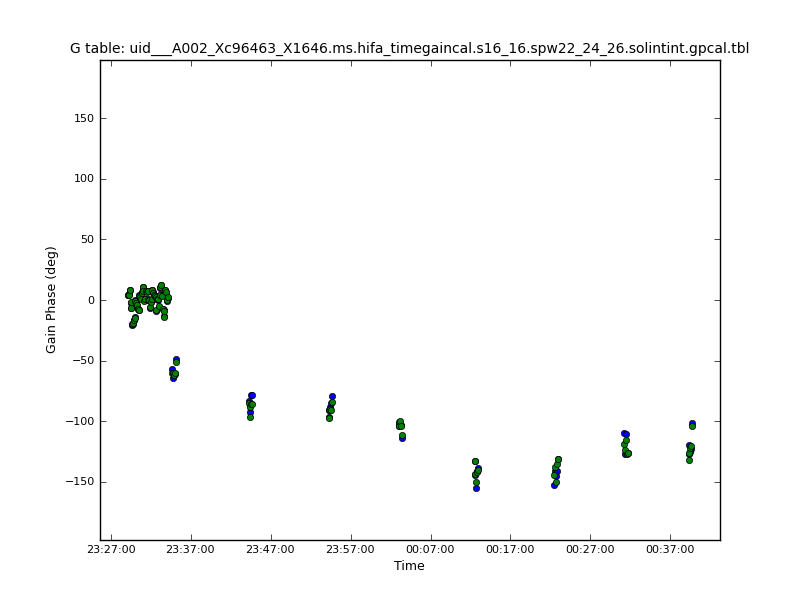 G table: uid___A002_Xc96463_X1646.ms.hifa_timegaincal.s16_16.spw22_24_26.solintint.gpcal.tbl
150
100
50
0
−50
−100
−150
Gain Phase (deg)
23:27:00 23:37:00 23:47:00 23:57:00 00:07:00 00:17:00 00:27:00 00:37:00
Time